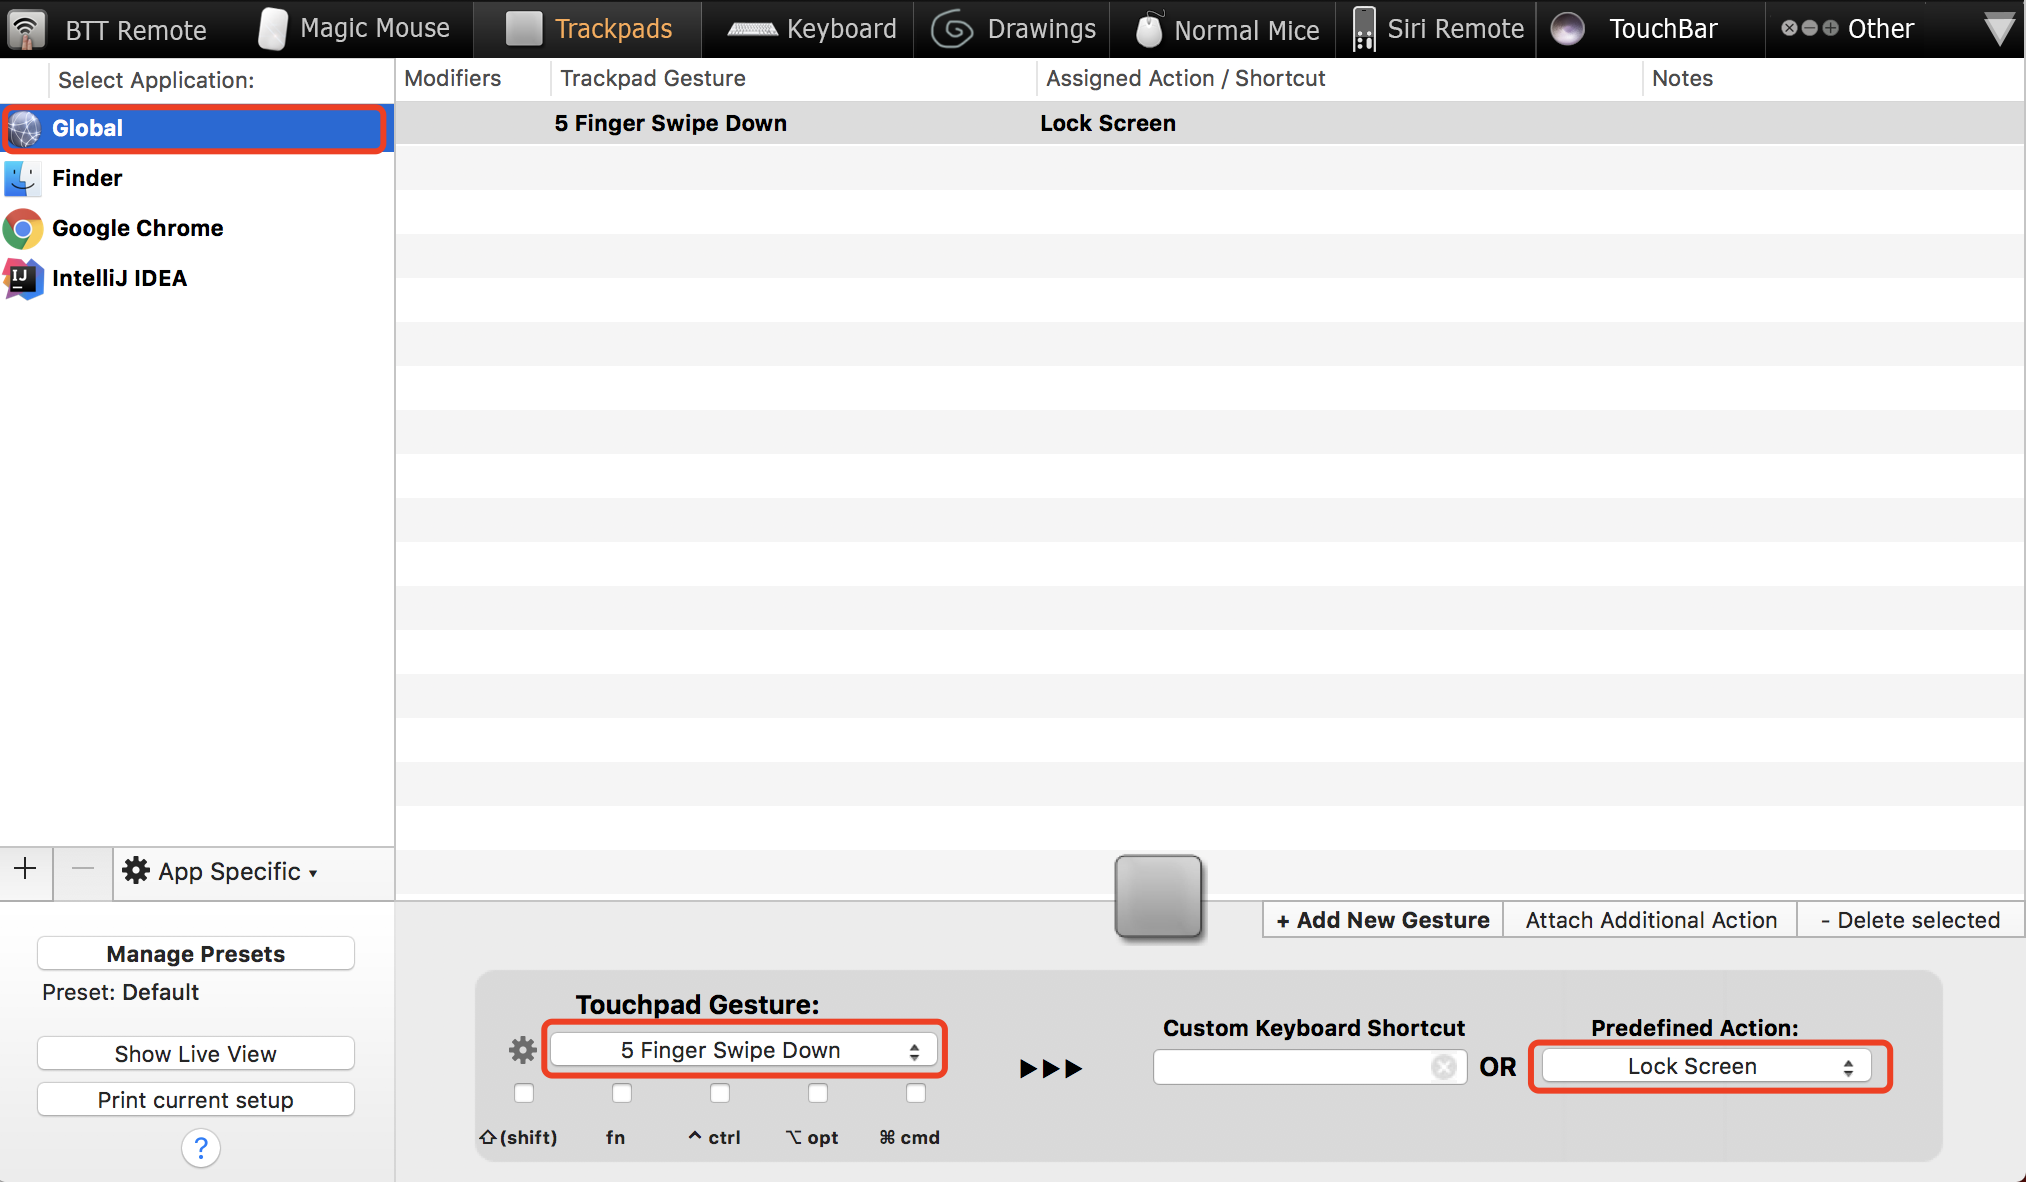 BTT Remote Magic Mouse Trackpads Keyboard Drawings Normal Mice Siri Remote TouchBar Other
Select Application: Modifiers Trackpad Gesture Assigned Action / Shortcut Notes
Global 5 Finger Swipe Down Lock Screen
Finder
Google Chrome
IJ IntelliJ IDEA
+ — App Specific ▾
+ Add New Gesture Attach Additional Action - Delete selected
Manage Presets
Preset: Default
Show Live View
Print current setup
?
Touchpad Gesture:
5 Finger Swipe Down
⇧(shift) fn ⌃ ctrl ⌥ opt ⌘ cmd
▶▶▶
Custom Keyboard Shortcut
OR
Predefined Action:
Lock Screen